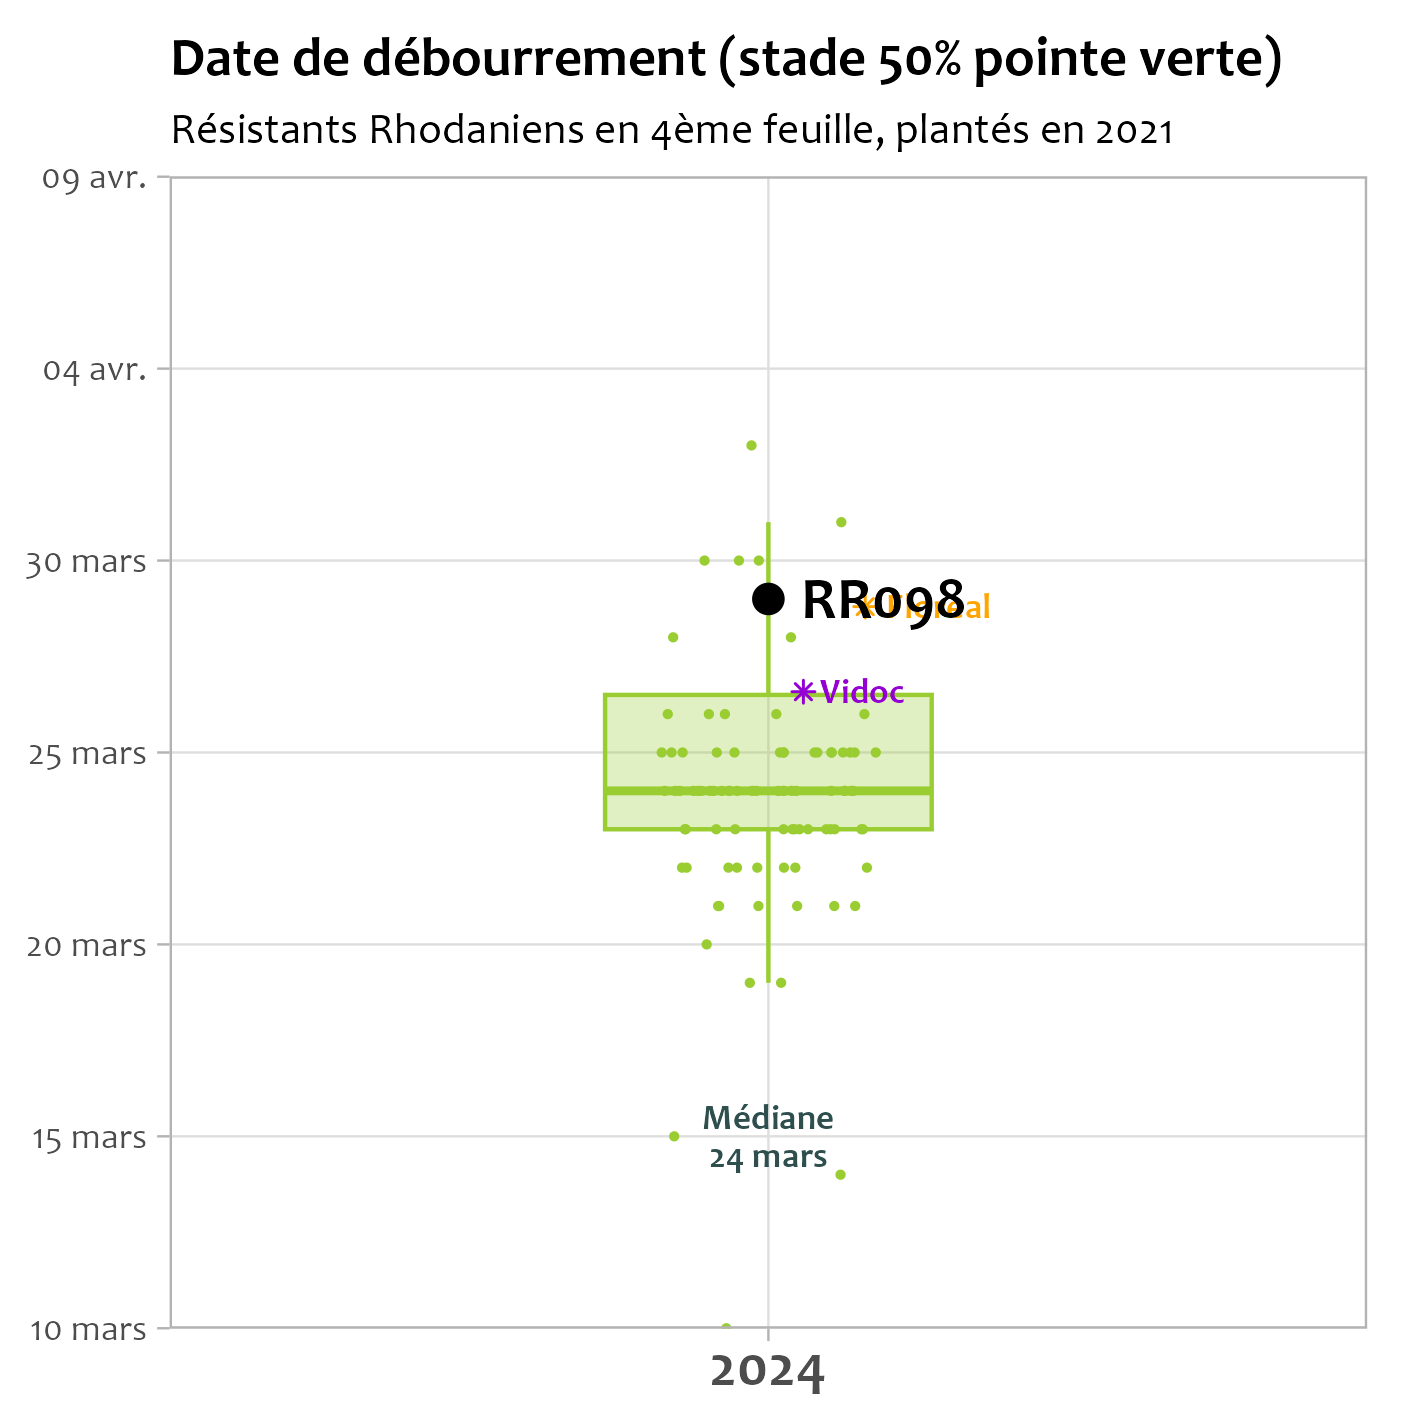 Date de débourrement (stade 50% pointe verte)
Résistants Rhodaniens en 4ème feuille, plantés en 2021
09 avr.
04 avr.
30 mars
RR098
Vidoc
25 mars
20 mars
Médiane
24 mars
15 mars
10 mars
2024